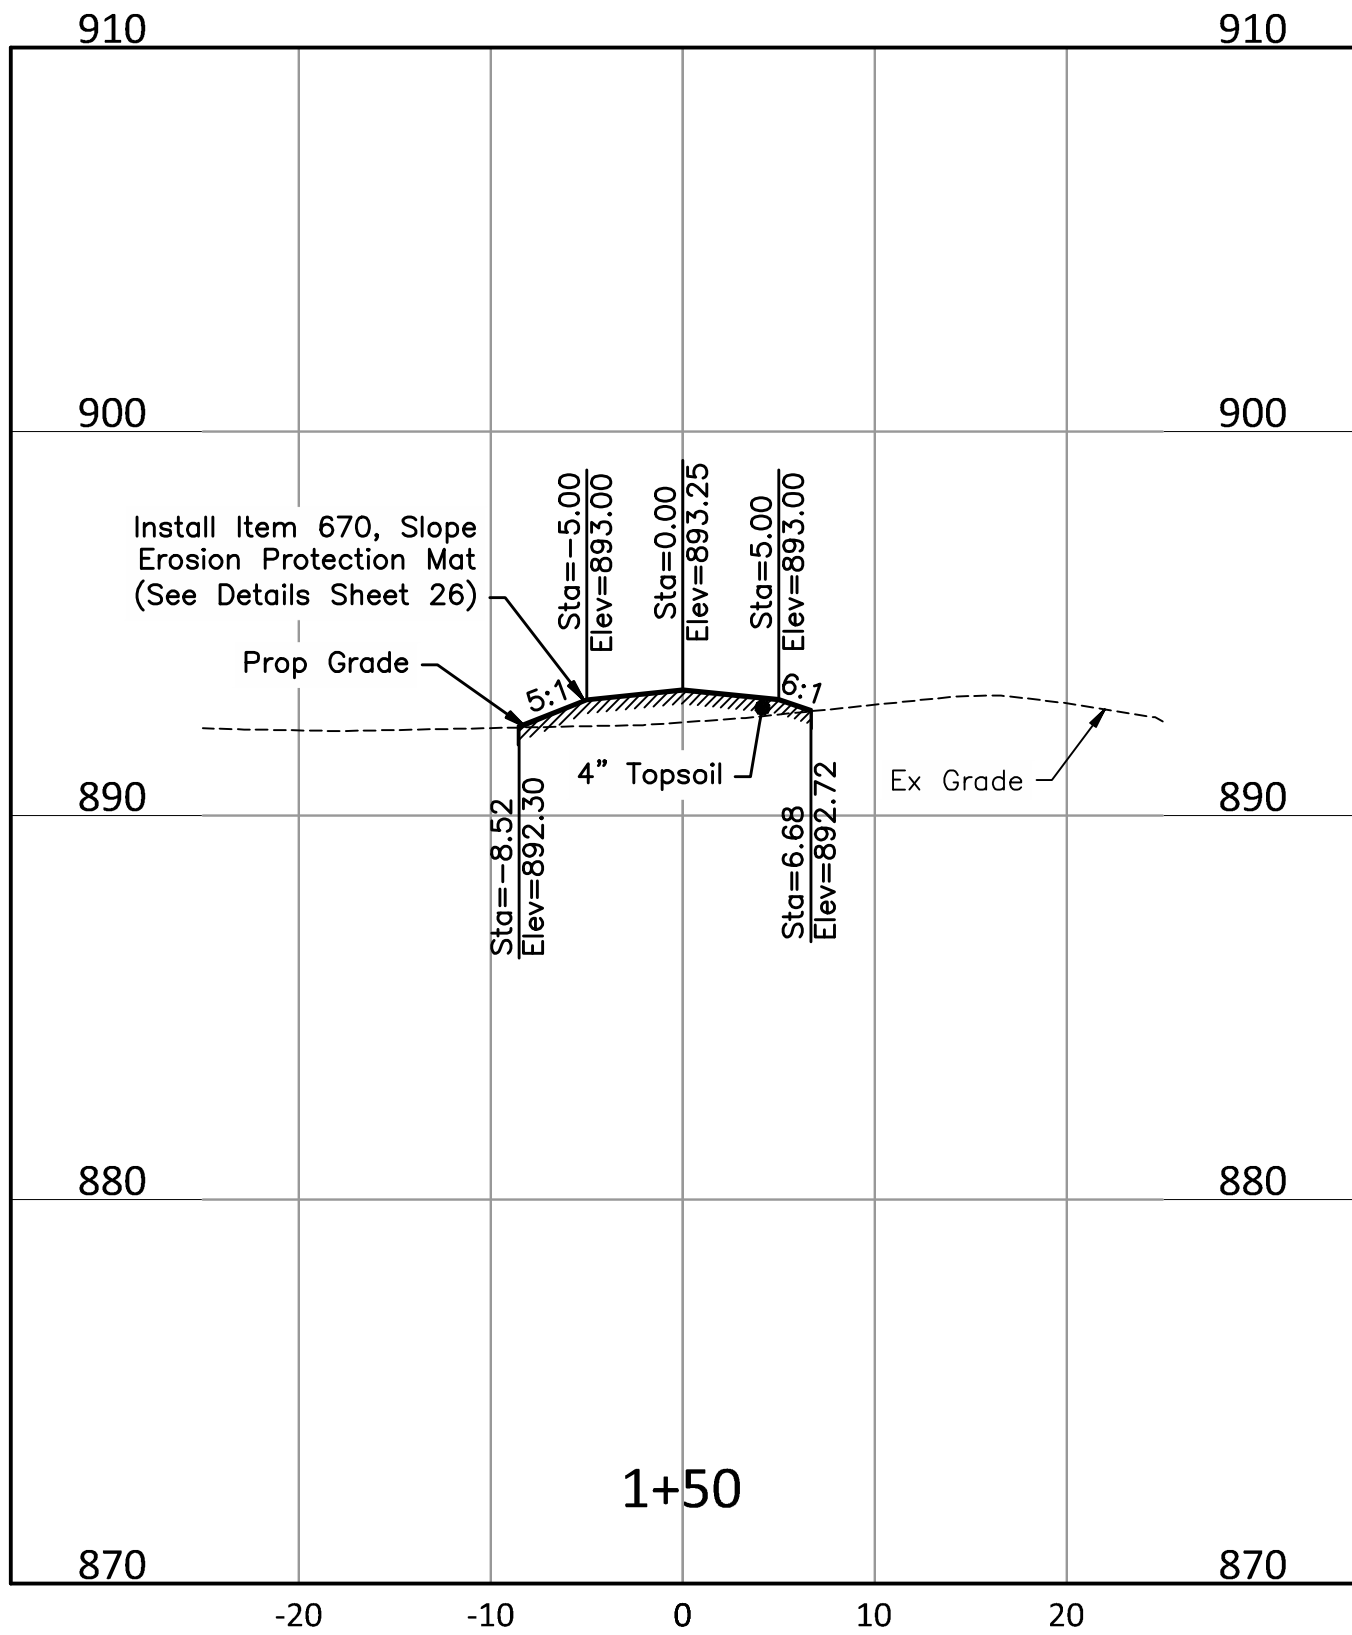 910
910
900
900
Install Item 670, Slope
Erosion Protection Mat
(See Details Sheet 26)
Sta=-5.00
Elev=893.00
Sta=0.00
Elev=893.25
Sta=5.00
Elev=893.00
Prop Grade
5:1
6:1
4" Topsoil
Ex Grade
890
890
Sta=-8.52
Elev=892.30
Sta=6.68
Elev=892.72
880
880
1+50
870
870
-20
-10
0
10
20